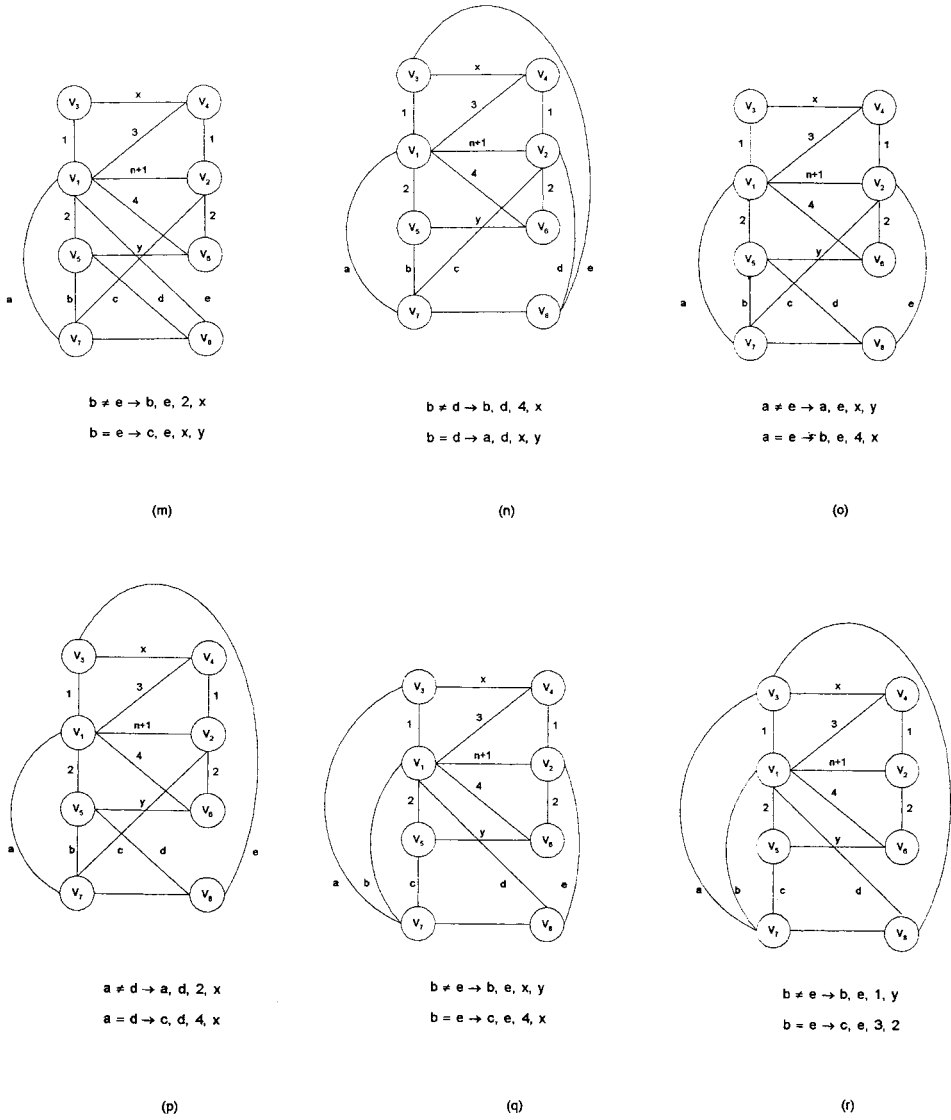 x
V₃ V₄
1 3 1
n+1
V₁ V₂
2 4 2
y
V₅ V₆
a b c d e
V₇ V₈
b ≠ e → b, e, 2, x
b = e → c, e, x, y
(m)
x
V₃ V₄
1 3 1
n+1
V₁ V₂
2 4 2
y
V₅ V₆
a b c d e
V₇ V₈
b ≠ d → b, d, 4, x
b = d → a, d, x, y
(n)
x
V₃ V₄
1 3 1
n+1
V₁ V₂
2 4 2
y
V₅ V₆
a b c d e
V₇ V₈
a ≠ e → a, e, x, y
a = e → b, e, 4, x
(o)
x
V₃ V₄
1 3 1
n+1
V₁ V₂
2 4 2
y
V₅ V₆
a b c d e
V₇ V₈
a ≠ d → a, d, 2, x
a = d → c, d, 4, x
(p)
x
V₃ V₄
1 3 1
n+1
V₁ V₂
2 4 2
y
V₅ V₆
a b c d e
V₇ V₈
b ≠ e → b, e, x, y
b = e → c, e, 4, x
(q)
x
V₃ V₄
1 3 1
n+1
V₁ V₂
2 4 2
y
V₅ V₆
a b c d e
V₇ V₈
b ≠ e → b, e, 1, y
b = e → c, e, 3, 2
(r)